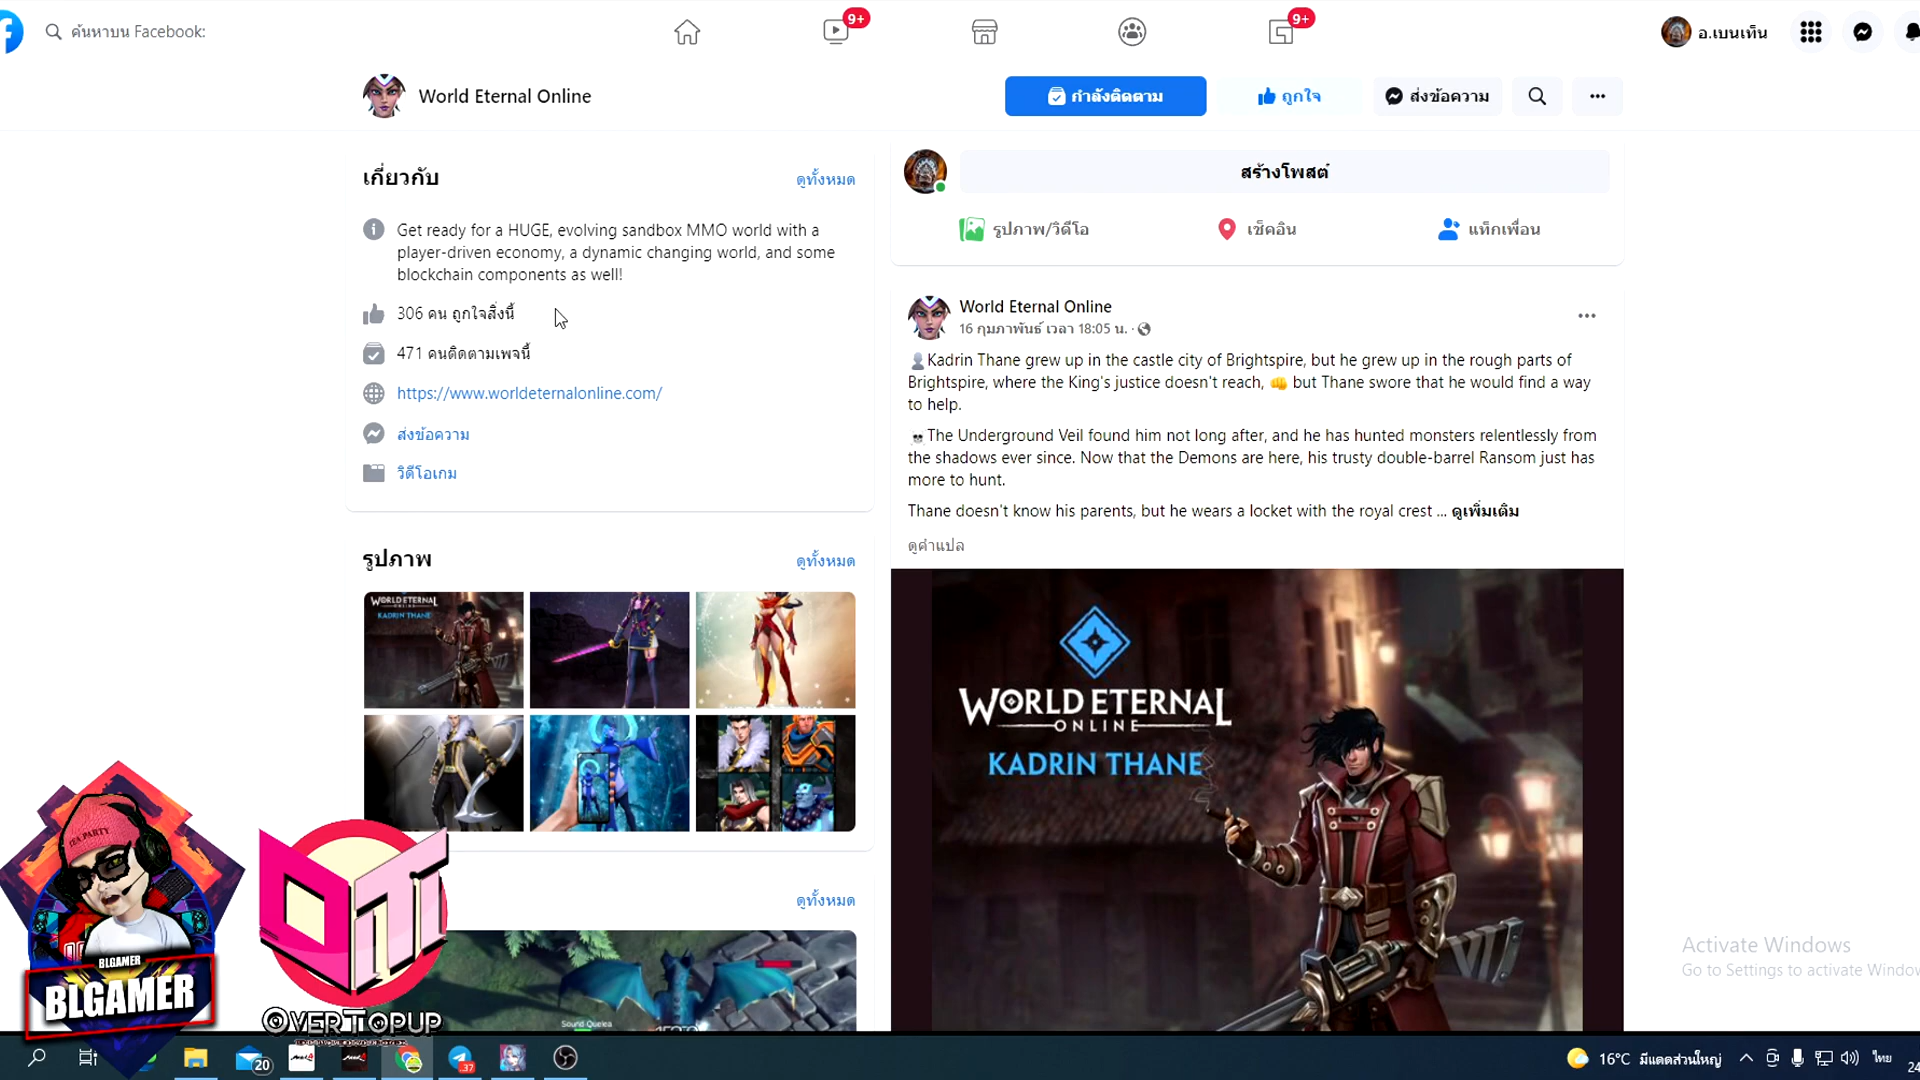 ค้นหาบน Facebook:
9+
9+
อ.เบนเท็น
World Eternal Online
กำลังติดตาม
ถูกใจ
ส่งข้อความ
เกี่ยวกับ
ดูทั้งหมด
Get ready for a HUGE, evolving sandbox MMO world with a
player-driven economy, a dynamic changing world, and some
blockchain components as well!
306 คน ถูกใจสิ่งนี้
471 คนติดตามเพจนี้
https://www.worldeternalonline.com/
ส่งข้อความ
วิดีโอเกม
รูปภาพ
ดูทั้งหมด
WORLD ETERNAL
KADRIN THANE
ดูทั้งหมด
Sound Quelea
สร้างโพสต์
รูปภาพ/วิดีโอ
เช็คอิน
แท็กเพื่อน
World Eternal Online
16 กุมภาพันธ์ เวลา 18:05 น.
Kadrin Thane grew up in the castle city of Brightspire, but he grew up in the rough parts of
Brightspire, where the King's justice doesn't reach, 👊 but Thane swore that he would find a way
to help.
☠The Underground Veil found him not long after, and he has hunted monsters relentlessly from
the shadows ever since. Now that the Demons are here, his trusty double-barrel Ransom just has
more to hunt.
Thane doesn't know his parents, but he wears a locket with the royal crest ... ดูเพิ่มเติม
ดูคำแปล
WORLD ETERNAL
ONLINE
KADRIN THANE
TEA PARTY
BLGAMER
BLGAMER
OTI
OVERTOPUP
Activate Windows
Go to Settings to activate Window
20
37
16°C มีแดดส่วนใหญ่
ไทย
24